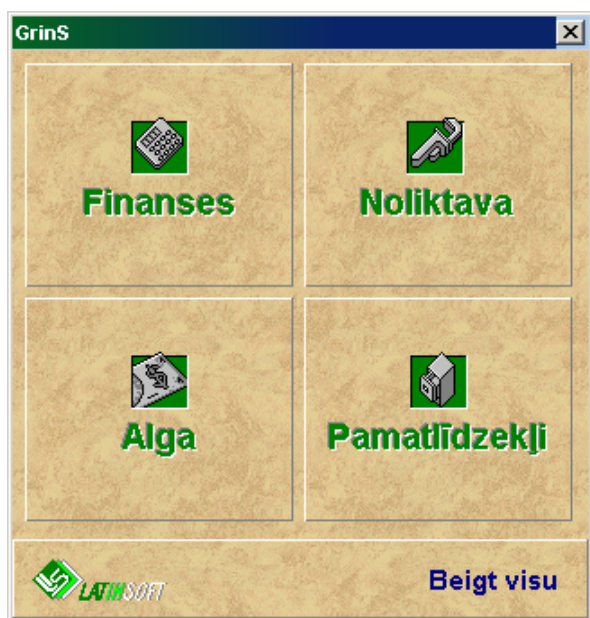 GrinS
Finanses
Noliktava
Alga
Pamatlīdzekļi
LATINSOFT
Beigt visu